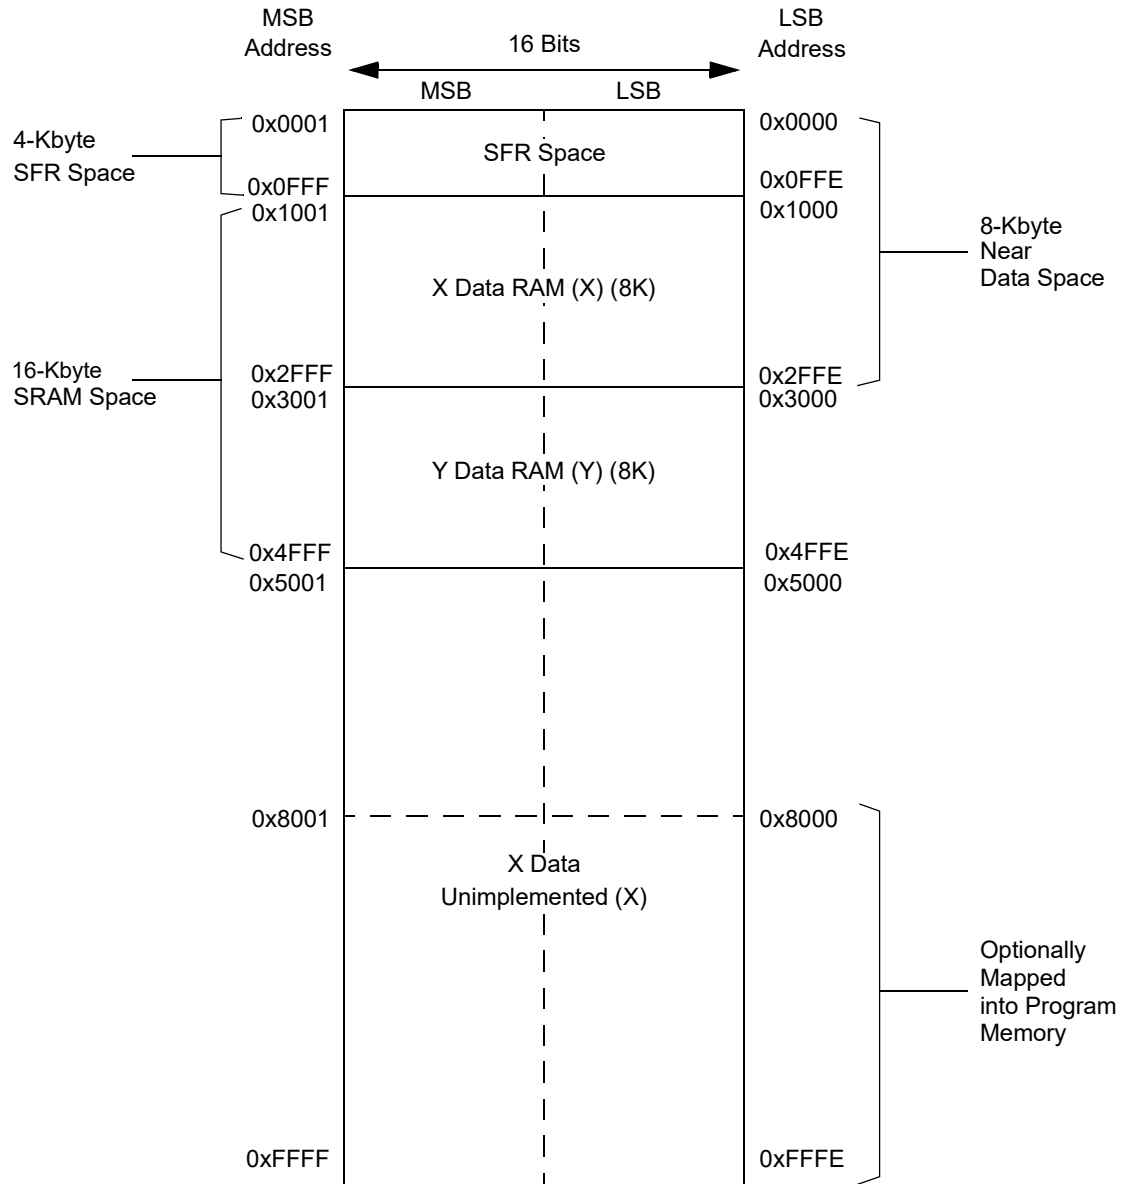 MSB
Address
16 Bits
LSB
Address
MSB
LSB
4-Kbyte
SFR Space
0x0001
0x0FFF
SFR Space
0x0000
0x0FFE
0x1001
0x1000
8-Kbyte
Near
Data Space
X Data RAM (X) (8K)
16-Kbyte
SRAM Space
0x2FFF
0x3001
0x2FFE
0x3000
Y Data RAM (Y) (8K)
0x4FFF
0x5001
0x4FFE
0x5000
0x8001
0x8000
X Data
Unimplemented (X)
Optionally
Mapped
into Program
Memory
0xFFFF
0xFFFE